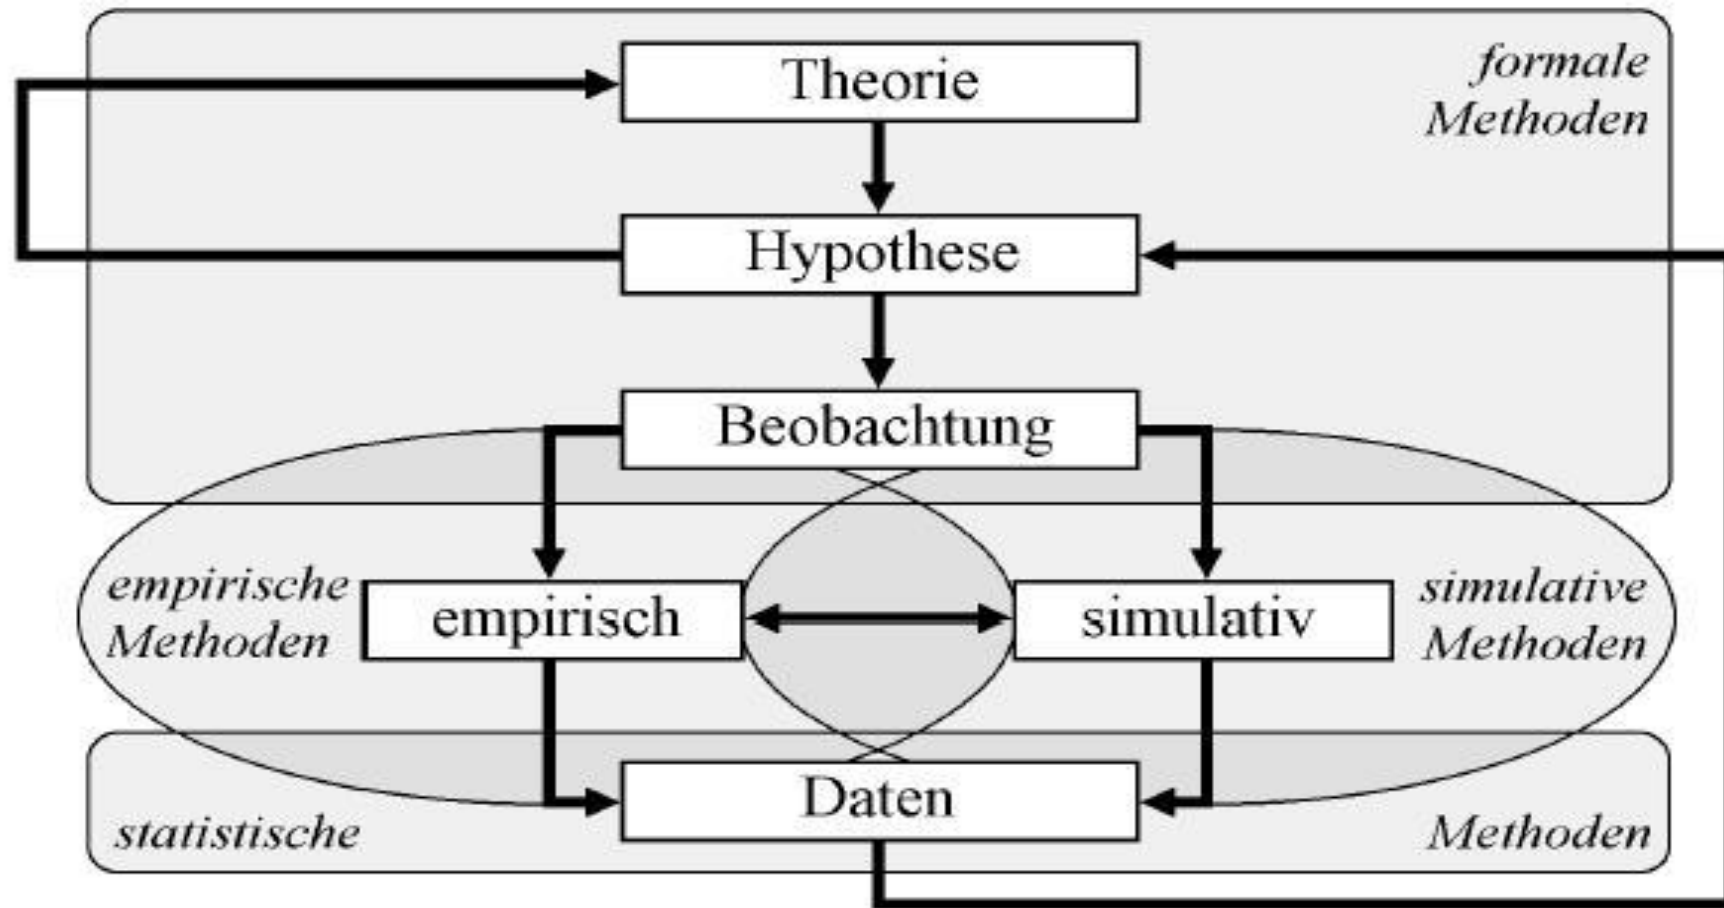 Theorie
formale
Methoden
Hypothese
Beobachtung
empirische
Methoden
empirisch
simulativ
simulative
Methoden
Daten
statistische
Methoden